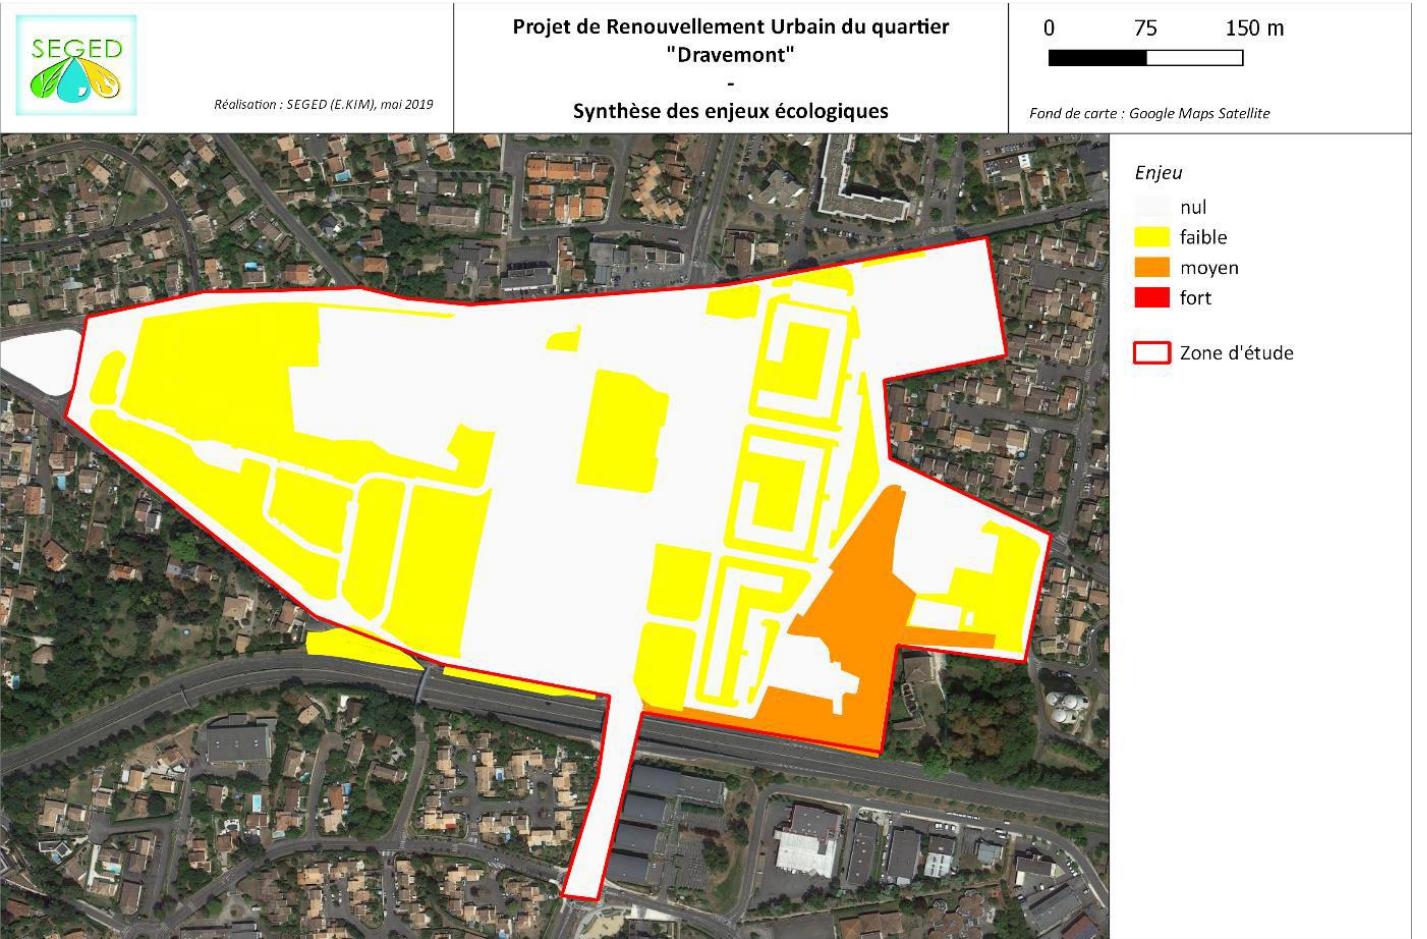 SEGED
Réalisation : SEGED (E.KIM), mai 2019
Projet de Renouvellement Urbain du quartier
"Dravemont"
-
Synthèse des enjeux écologiques
0 75 150 m
Fond de carte : Google Maps Satellite
Enjeu
nul
faible
moyen
fort
Zone d'étude